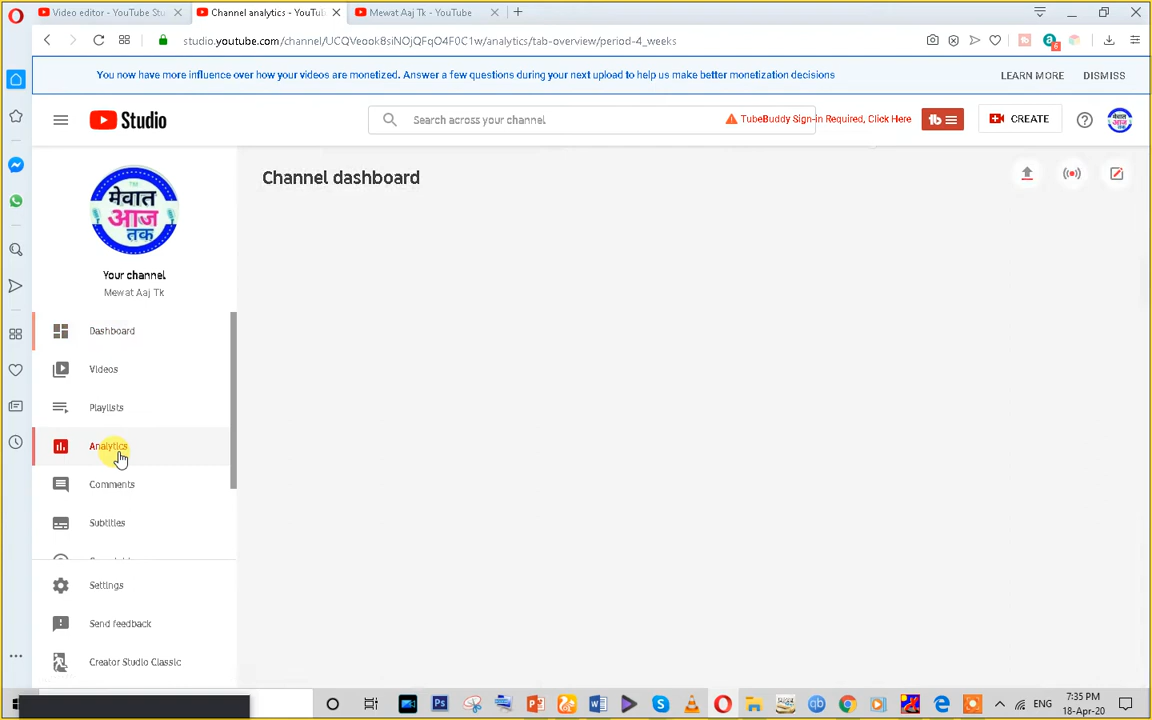 Video editor - YouTube Stu
Channel analytics - YouTu
Mewat Aaj Tk - YouTube
studio.youtube.com/channel/UCQVeook8siNOjQFqO4F0C1w/analytics/tab-overview/period-4_weeks
6
You now have more influence over how your videos are monetized. Answer a few questions during your next upload to help us make better monetization decisions
LEARN MORE
DISMISS
Studio
Search across your channel
TubeBuddy Sign-in Required, Click Here
tb
CREATE
Channel dashboard
मेवात
आज
तक
Your channel
Mewat Aaj Tk
Dashboard
Videos
Playlists
Analytics
Comments
Subtitles
Settings
Send feedback
Creator Studio Classic
ENG
7:35 PM
18-Apr-20